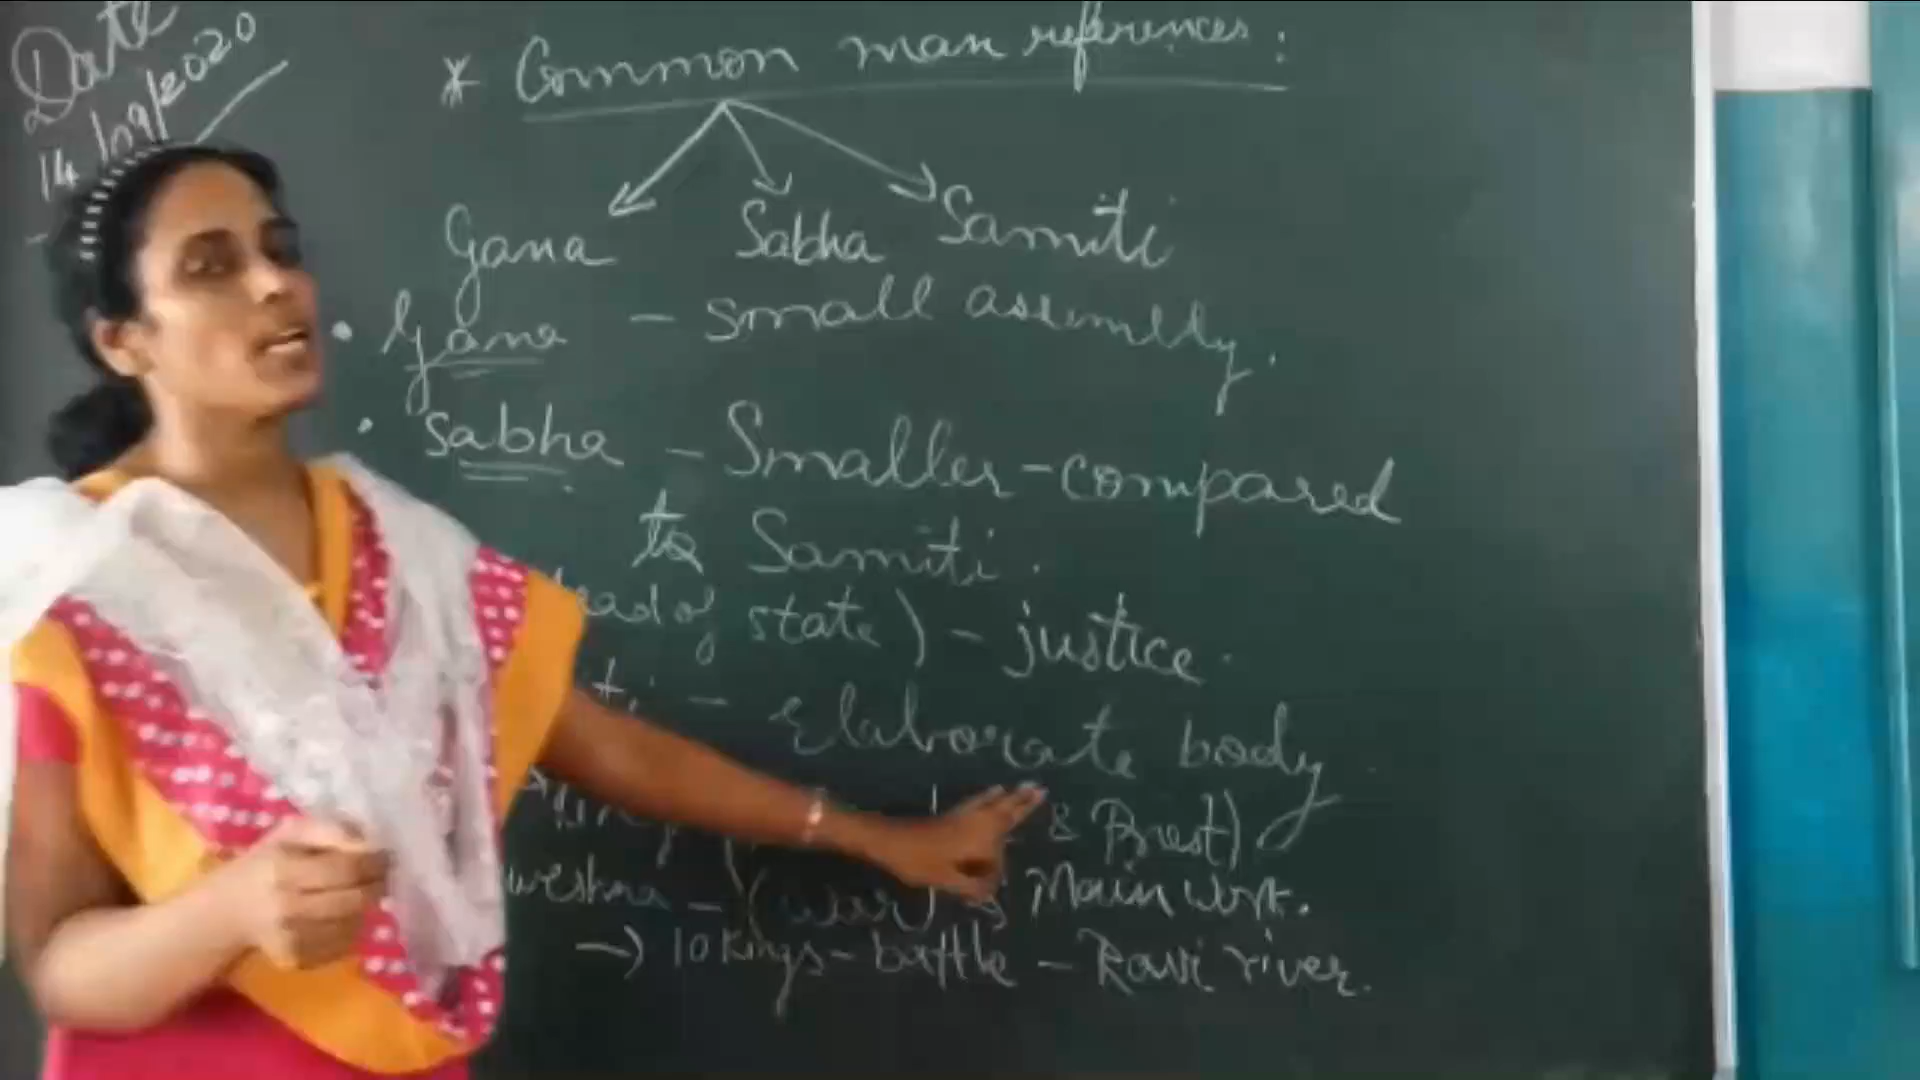 Date
14/09/2020
* Common man references:
Gana Sabha Samiti
• Gana - small assembly.
• Sabha - Smaller-compared
to Samiti.
state) - justice.
- Elaborate body
& Priest)
(war) Main work.
→ 10 Kings - battle - Ravi river.